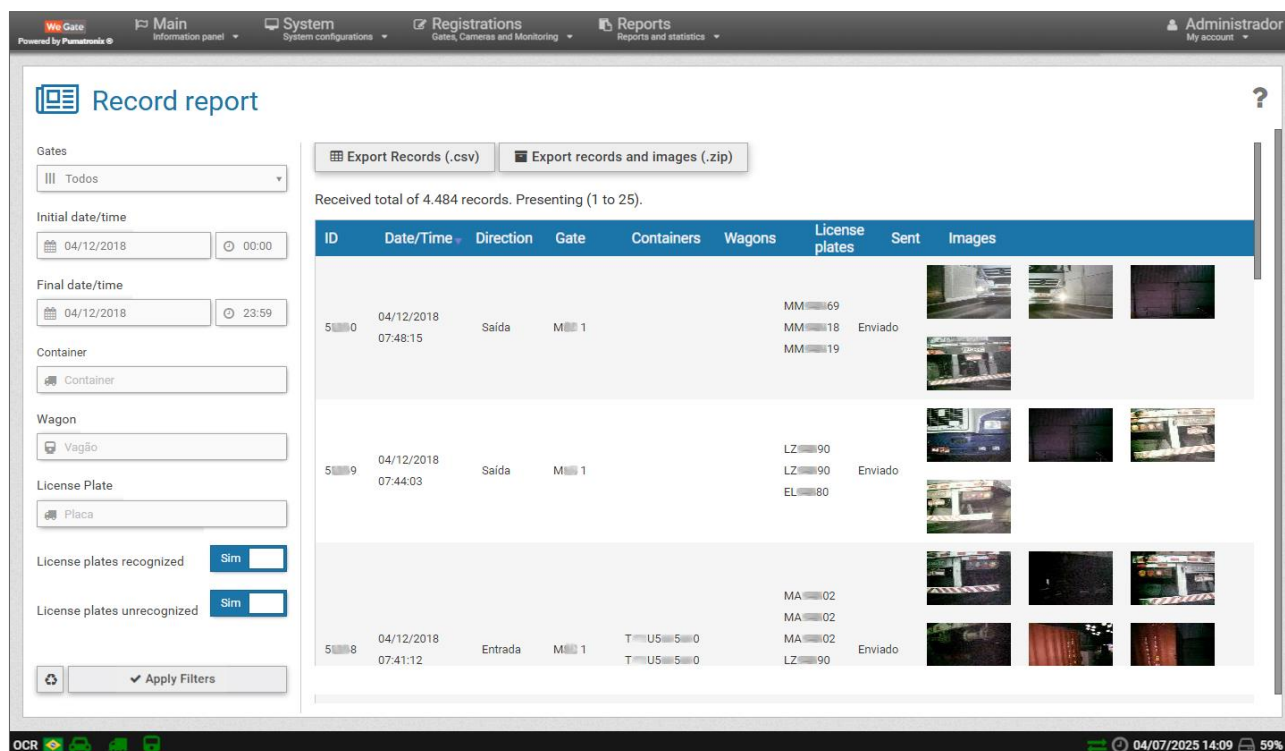 We Gate
Powered by Pumatronix ®
Main
Information panel
System
System configurations
Registrations
Gates, Cameras and Monitoring
Reports
Reports and statistics
Administrador
My account
Record report
?
Gates
Todos
Initial date/time
04/12/2018 00:00
Final date/time
04/12/2018 23:59
Container
Container
Wagon
Vagão
License Plate
Placa
License plates recognized Sim
License plates unrecognized Sim
Apply Filters
Export Records (.csv) Export records and images (.zip)
Received total of 4.484 records. Presenting (1 to 25).
ID Date/Time Direction Gate Containers Wagons License plates Sent Images
04/12/2018
07:48:15
Saída
Enviado
04/12/2018
07:44:03
Saída
Enviado
04/12/2018
07:41:12
Entrada
Enviado
OCR
04/07/2025 14:09 59%